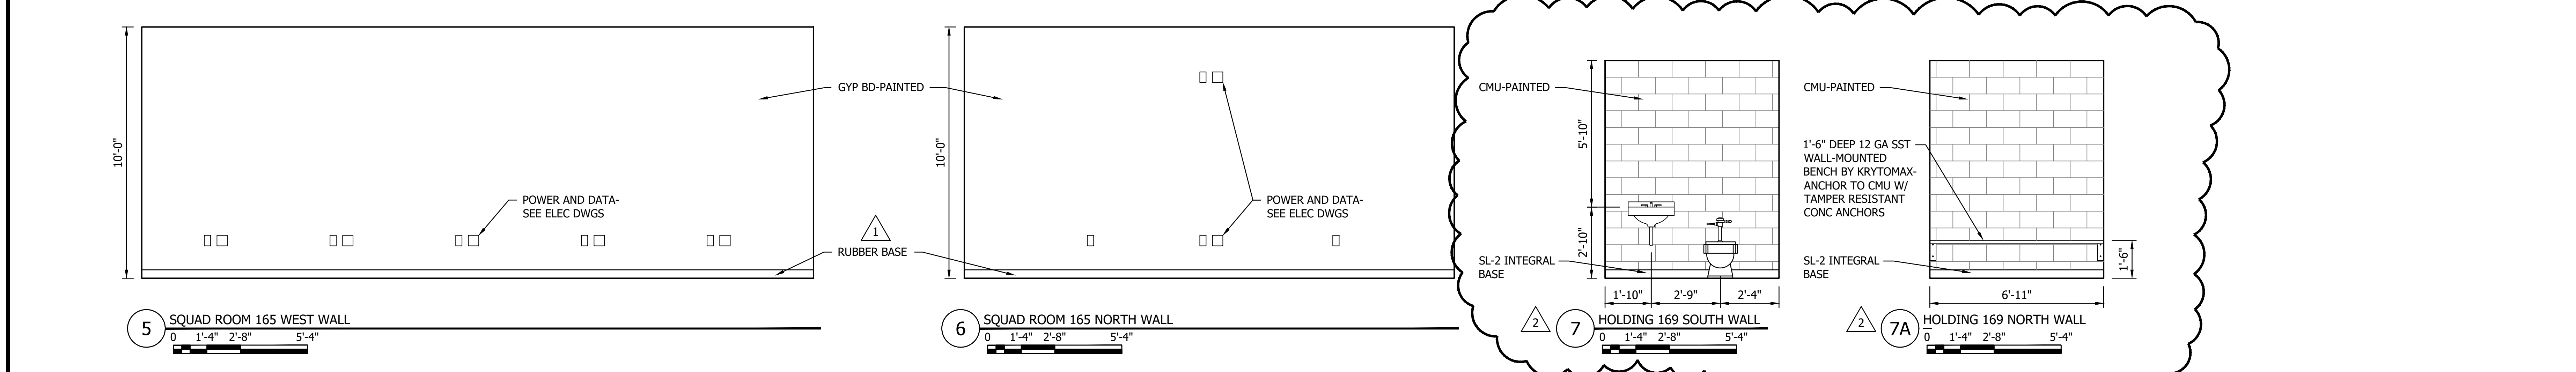 10'-0"
GYP BD-PAINTED
POWER AND DATA-
SEE ELEC DWGS
1
RUBBER BASE
5
SQUAD ROOM 165 WEST WALL
0 1'-4" 2'-8" 5'-4"
10'-0"
POWER AND DATA-
SEE ELEC DWGS
6
SQUAD ROOM 165 NORTH WALL
0 1'-4" 2'-8" 5'-4"
CMU-PAINTED
5'-10"
2'-10"
SL-2 INTEGRAL
BASE
1'-10" 2'-9" 2'-4"
2
7
HOLDING 169 SOUTH WALL
0 1'-4" 2'-8" 5'-4"
CMU-PAINTED
1'-6" DEEP 12 GA SST
WALL-MOUNTED
BENCH BY KRYTOMAX-
ANCHOR TO CMU W/
TAMPER RESISTANT
CONC ANCHORS
SL-2 INTEGRAL
BASE
1'-6"
6'-11"
2
7A
HOLDING 169 NORTH WALL
0 1'-4" 2'-8" 5'-4"